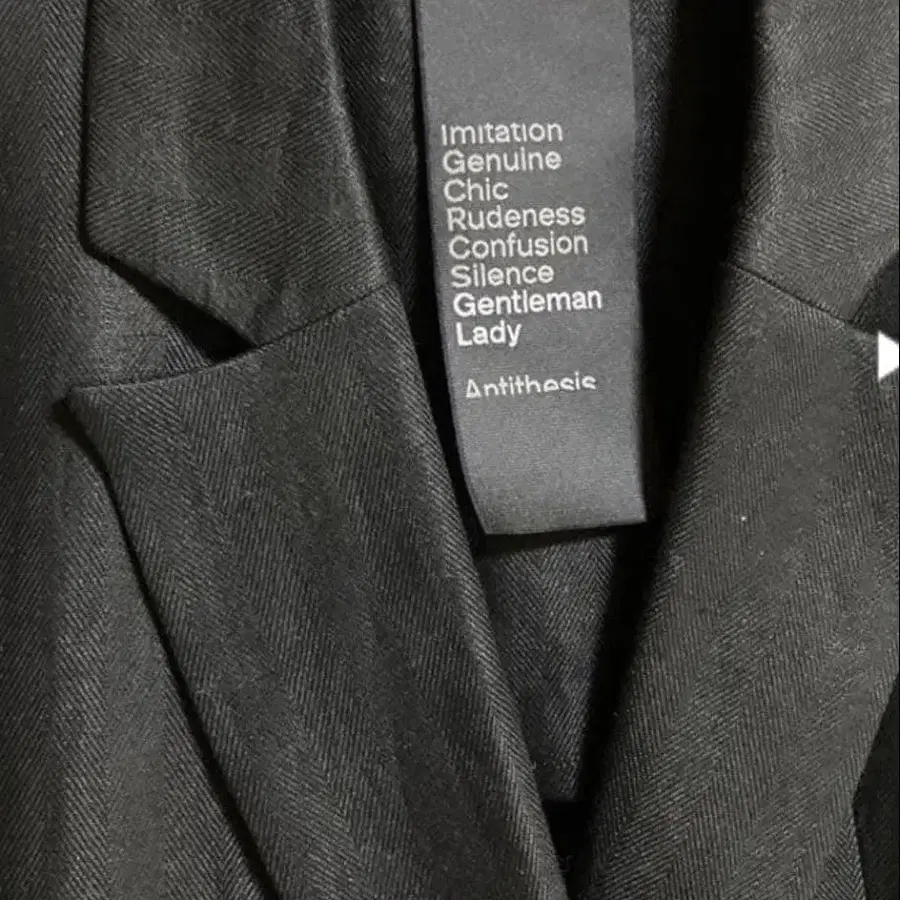 Imitation
Genuine
Chic
Rudeness
Confusion
Silence
Gentleman
Lady
Antithesis